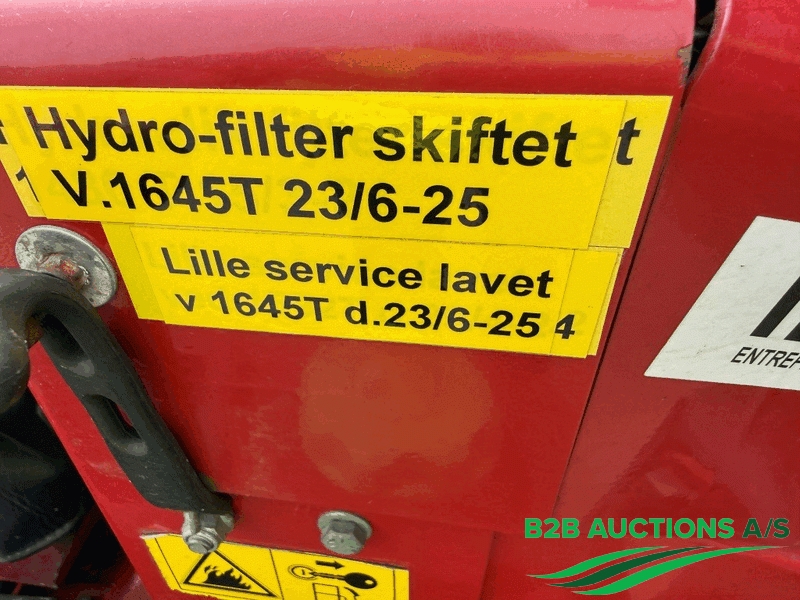 Hydro-filter skiftet t
V.1645T 23/6-25
Lille service lavet
v 1645T d.23/6-25 4
ENTREP
B2B AUCTIONS A/S